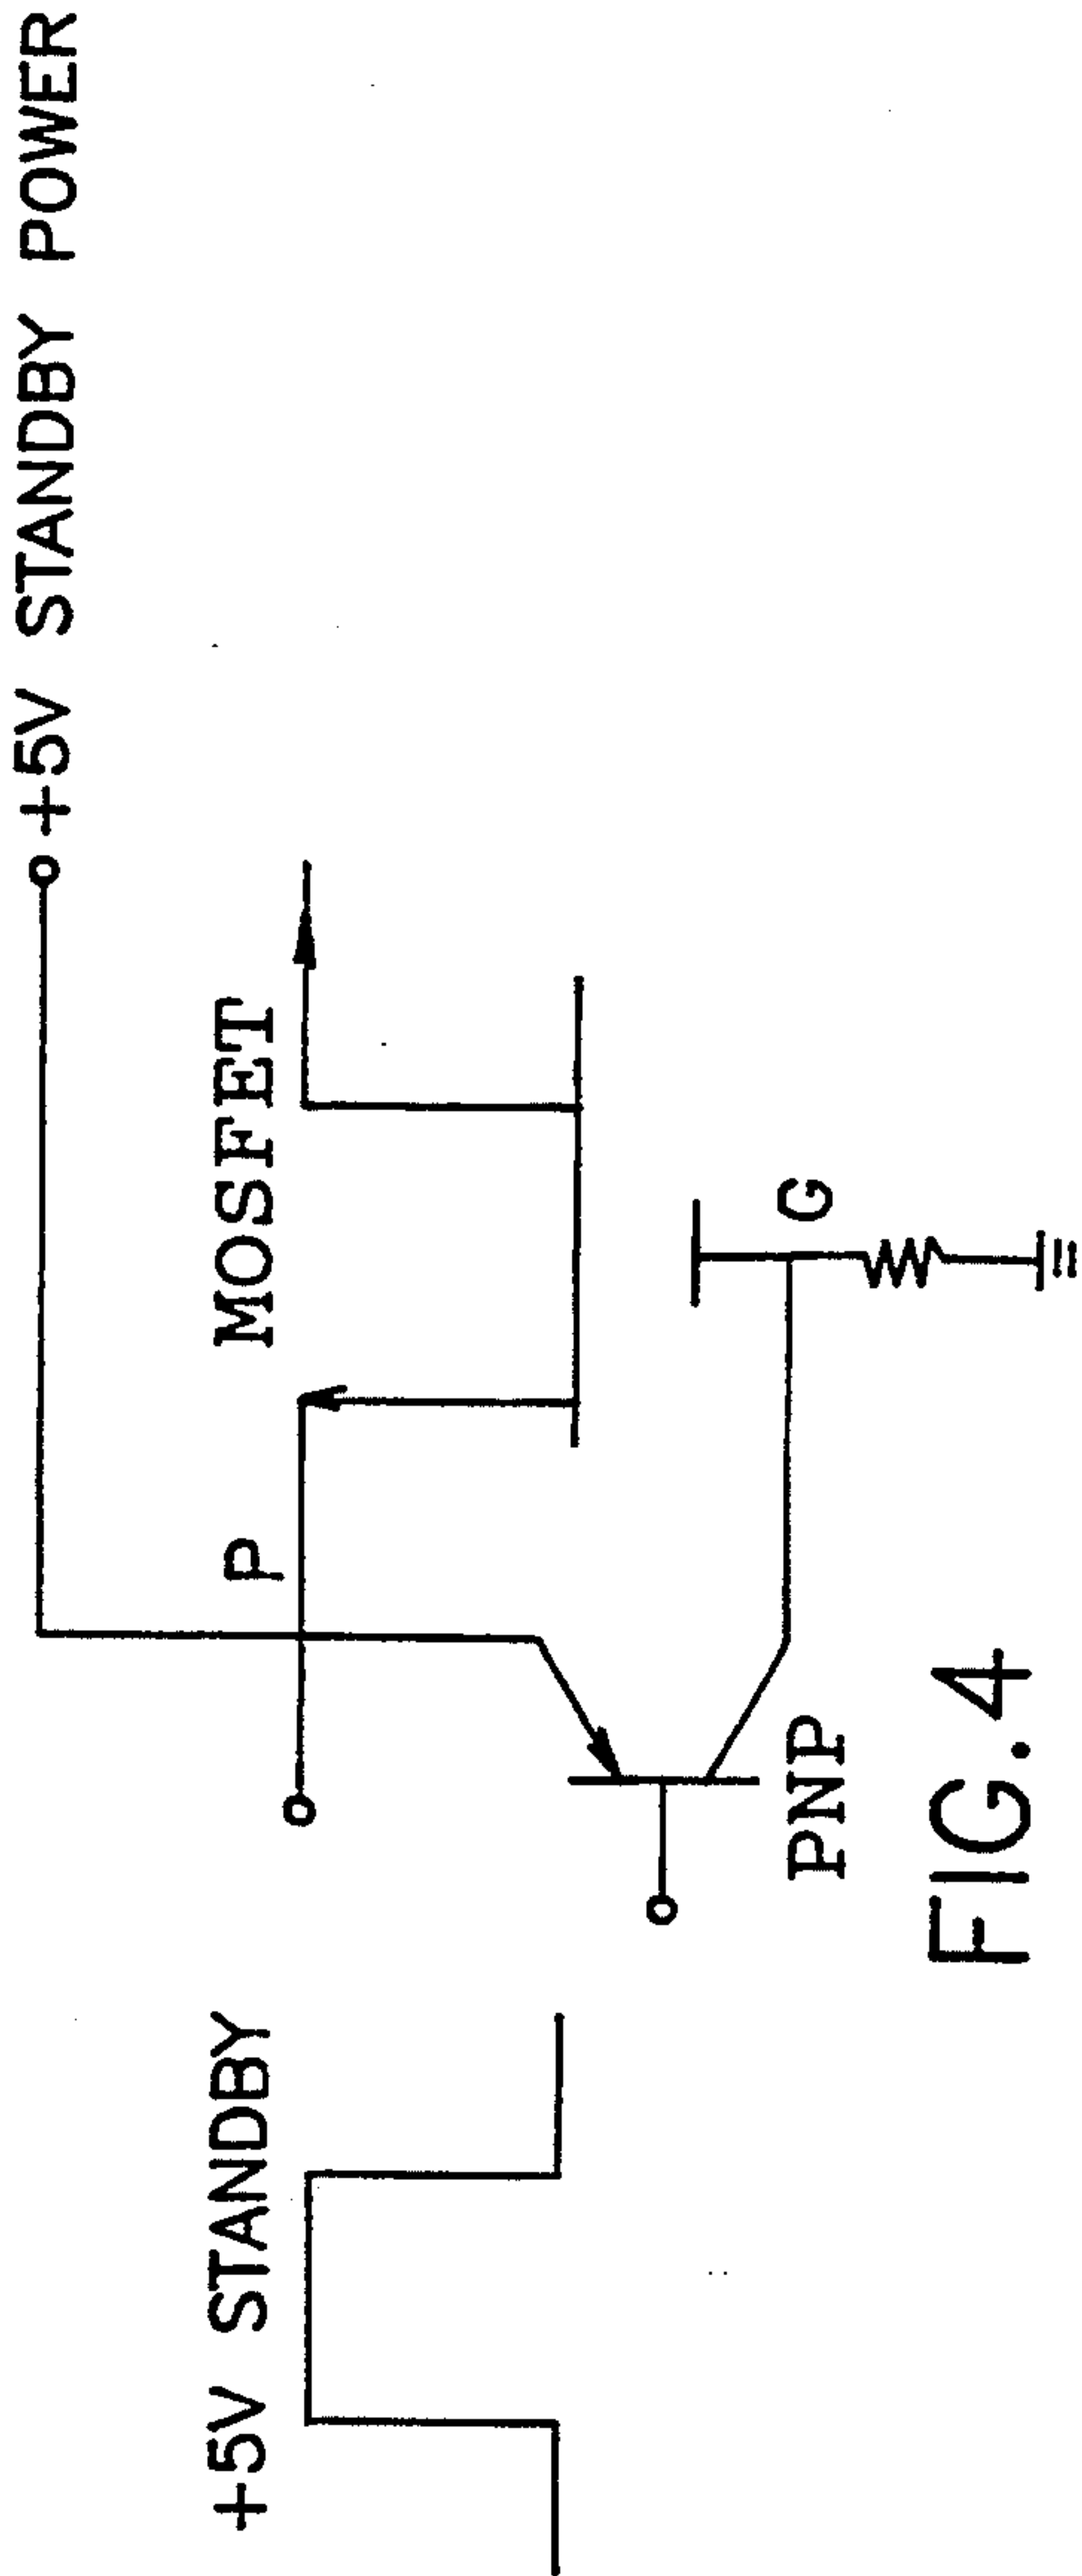 +5V STANDBY POWER
+5V STANDBY
P
MOSFET
G
PNP
FIG.4